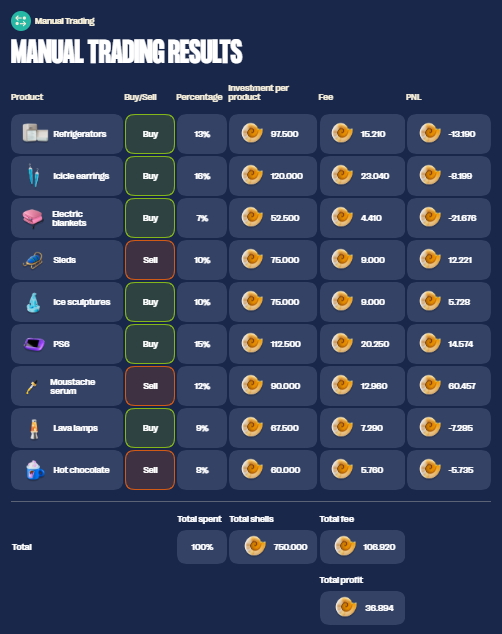 Manual Trading
MANUAL TRADING RESULTS
Product Buy/Sell Percentage Investment per product Fee PNL
Refrigerators Buy 13% 97.500 15.210 -13.190
Icicle earrings Buy 16% 120.000 23.040 -8.199
Electric blankets Buy 7% 52.500 4.410 -21.676
Sleds Sell 10% 75.000 9.000 12.221
Ice sculptures Buy 10% 75.000 9.000 5.728
PS6 Buy 15% 112.500 20.250 14.574
Moustache serum Sell 12% 90.000 12.960 60.457
Lava lamps Buy 9% 67.500 7.290 -7.285
Hot chocolate Sell 8% 60.000 5.760 -5.735
Total spent Total shells Total fee
Total 100% 750.000 106.920
Total profit
36.894